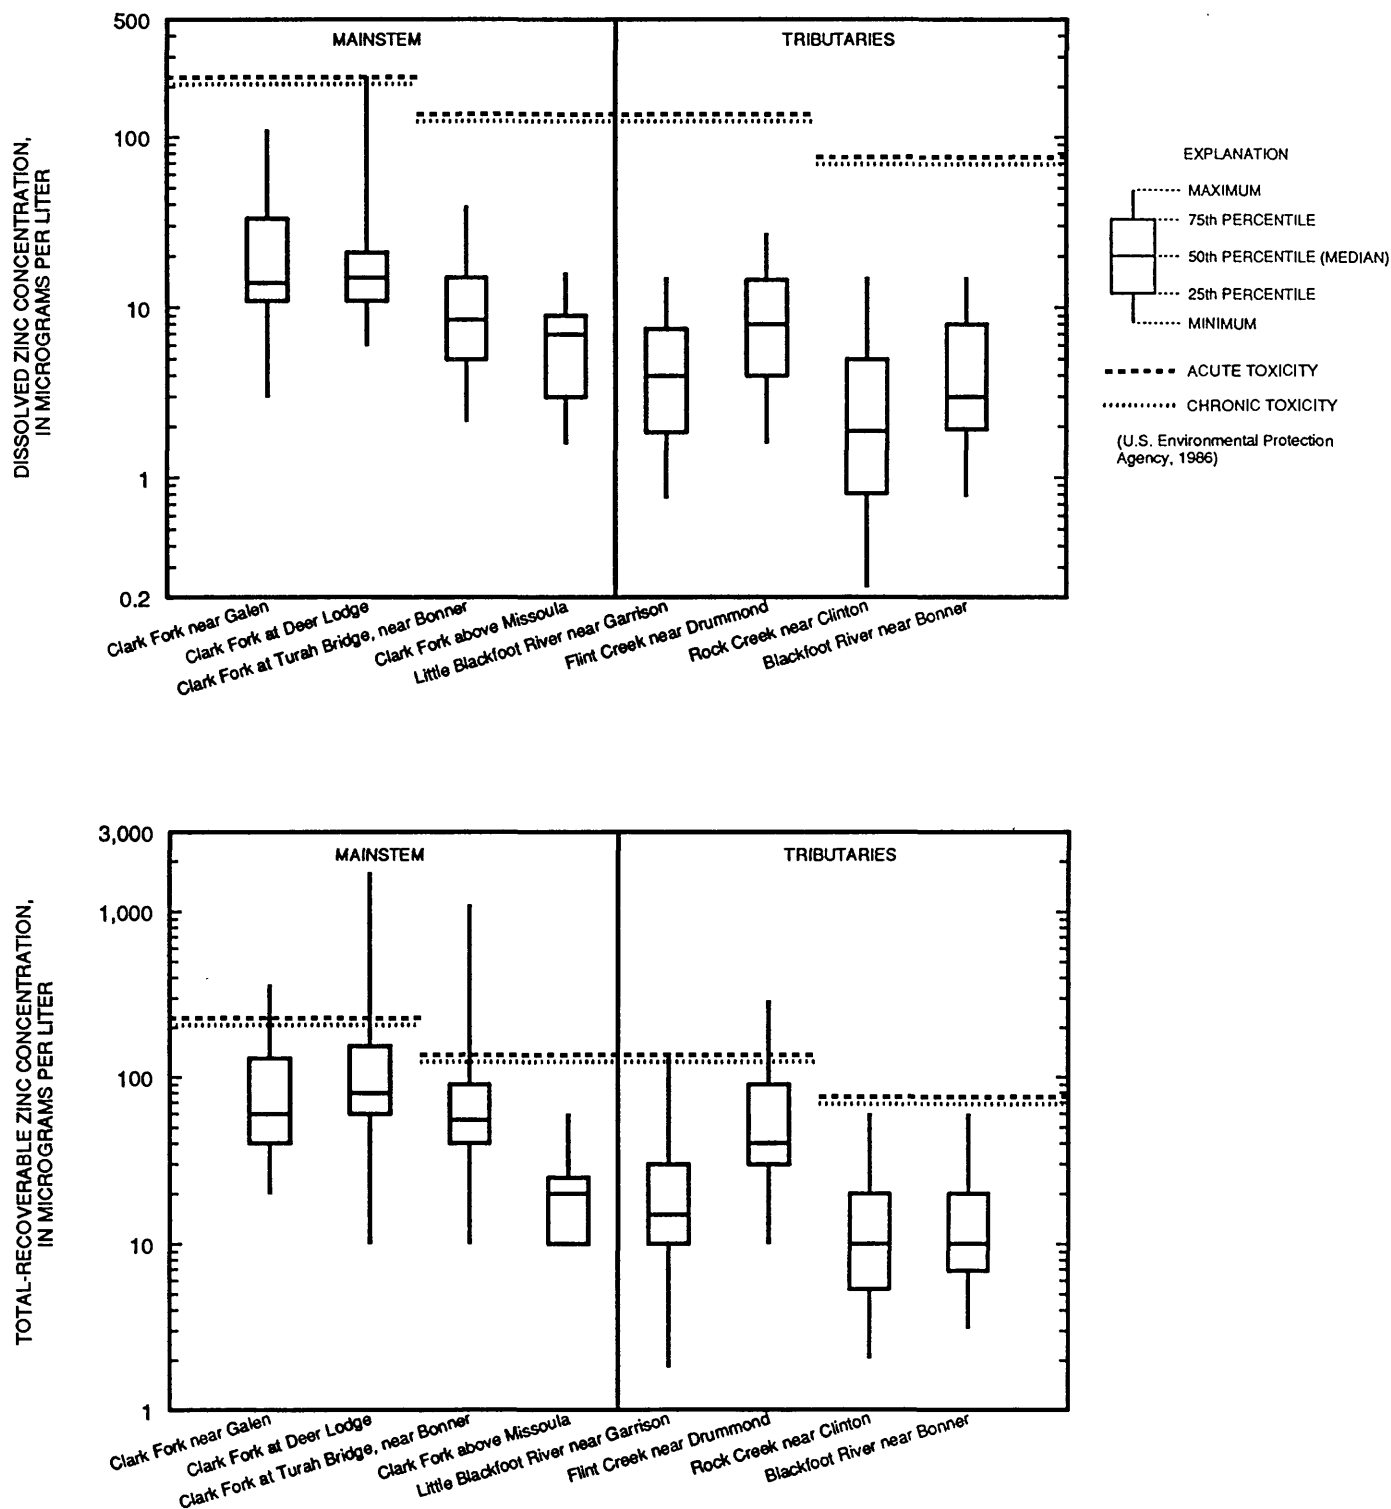 500
100
10
1
0.2
DISSOLVED ZINC CONCENTRATION,
IN MICROGRAMS PER LITER
MAINSTEM
TRIBUTARIES
Clark Fork near Galen
Clark Fork at Deer Lodge
Clark Fork at Turah Bridge, near Bonner
Clark Fork above Missoula
Little Blackfoot River near Garrison
Flint Creek near Drummond
Rock Creek near Clinton
Blackfoot River near Bonner
EXPLANATION
MAXIMUM
75th PERCENTILE
50th PERCENTILE (MEDIAN)
25th PERCENTILE
MINIMUM
ACUTE TOXICITY
CHRONIC TOXICITY
(U.S. Environmental Protection
Agency, 1986)
3,000
1,000
100
10
1
TOTAL-RECOVERABLE ZINC CONCENTRATION,
IN MICROGRAMS PER LITER
MAINSTEM
TRIBUTARIES
Clark Fork near Galen
Clark Fork at Deer Lodge
Clark Fork at Turah Bridge, near Bonner
Clark Fork above Missoula
Little Blackfoot River near Garrison
Flint Creek near Drummond
Rock Creek near Clinton
Blackfoot River near Bonner